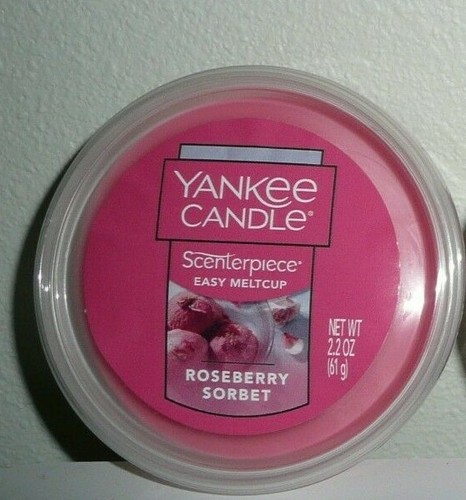 YANKEE
CANDLE®
Scenterpiece®
EASY MELTCUP
NET WT
2.2 OZ
(61 g)
ROSEBERRY
SORBET